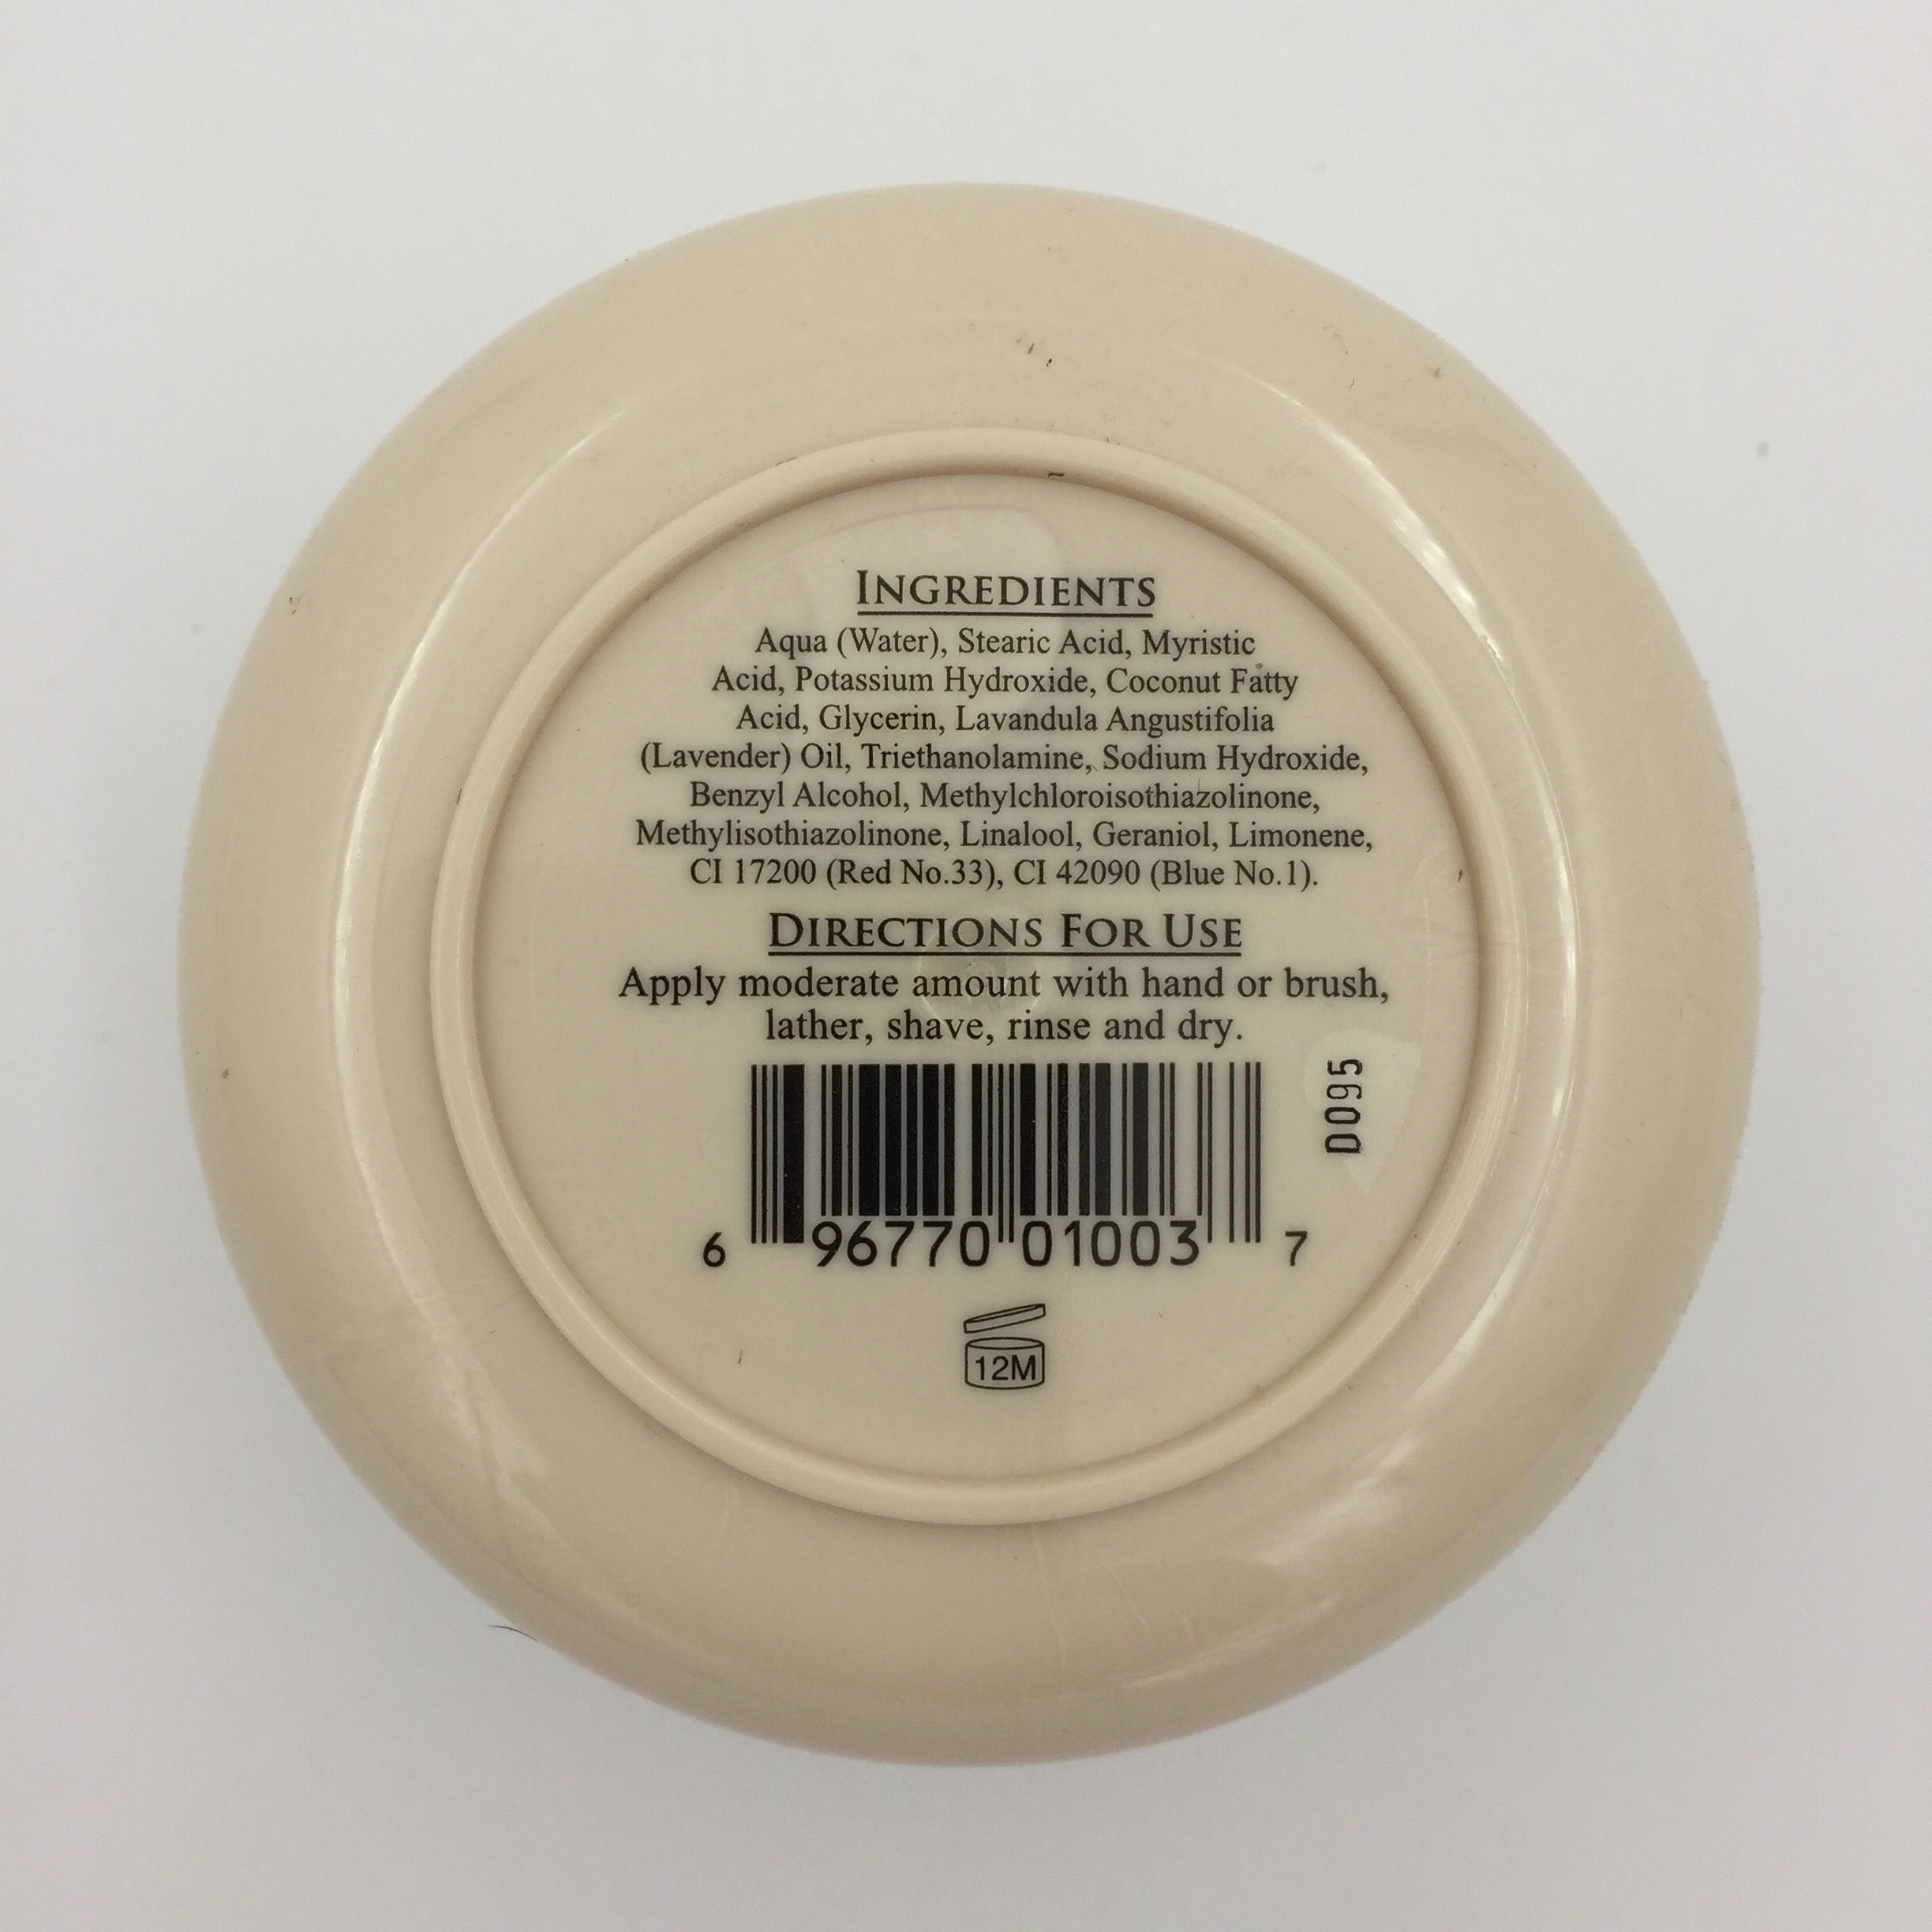 INGREDIENTS
Aqua (Water), Stearic Acid, Myristic
Acid, Potassium Hydroxide, Coconut Fatty
Acid, Glycerin, Lavandula Angustifolia
(Lavender) Oil, Triethanolamine, Sodium Hydroxide,
Benzyl Alcohol, Methylchloroisothiazolinone,
Methylisothiazolinone, Linalool, Geraniol, Limonene,
CI 17200 (Red No.33), CI 42090 (Blue No.1).
DIRECTIONS FOR USE
Apply moderate amount with hand or brush,
lather, shave, rinse and dry.
D095
6 96770 01003 7
12M